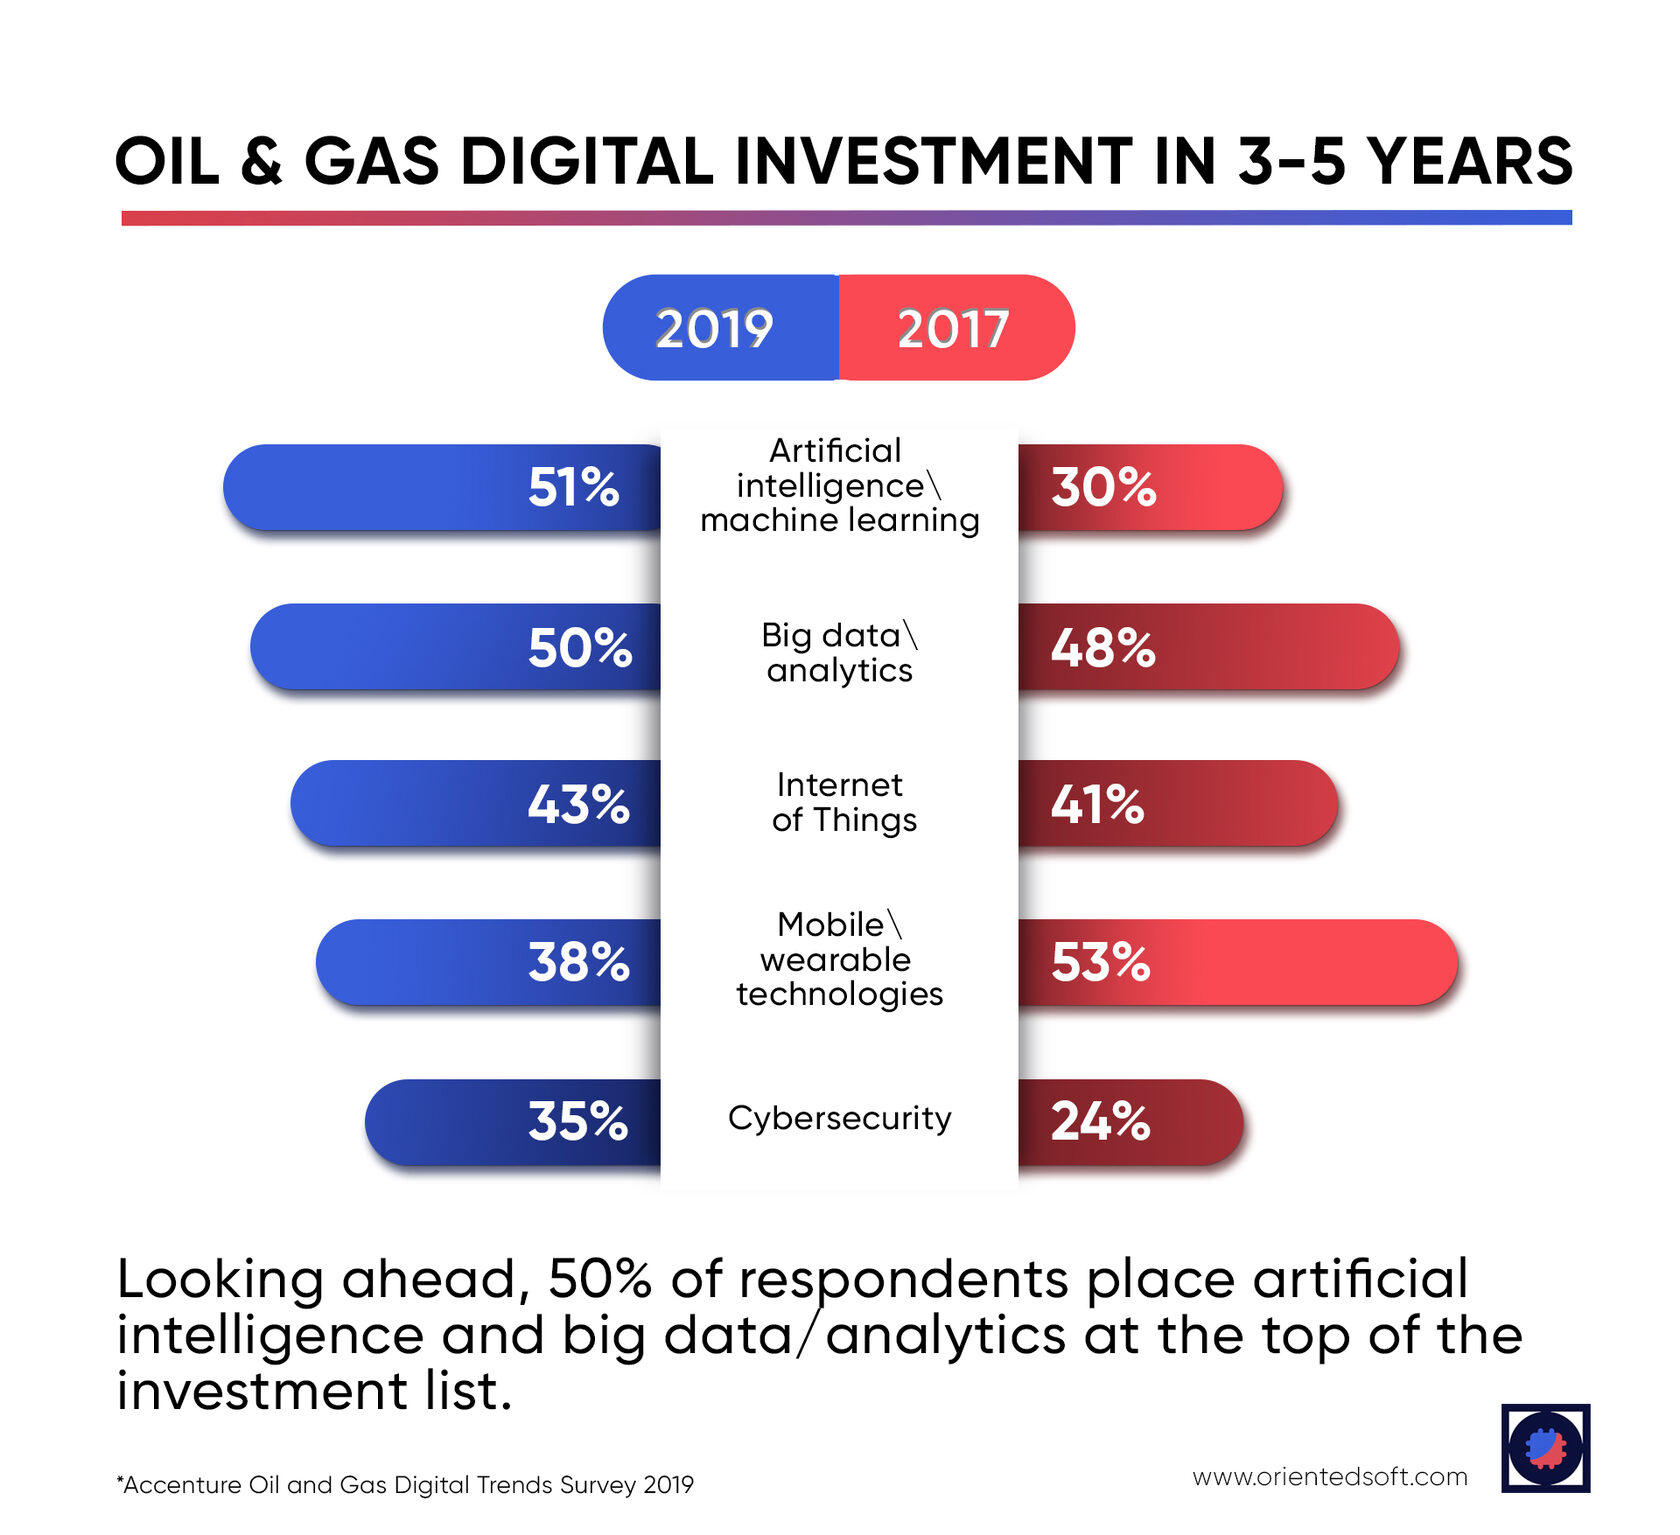 OIL & GAS DIGITAL INVESTMENT IN 3-5 YEARS
2019 2017
51% Artificial intelligence\ machine learning 30%
50% Big data\ analytics 48%
43% Internet of Things 41%
38% Mobile\ wearable technologies 53%
35% Cybersecurity 24%
Looking ahead, 50% of respondents place artificial
intelligence and big data/analytics at the top of the
investment list.
*Accenture Oil and Gas Digital Trends Survey 2019
www.orientedsoft.com